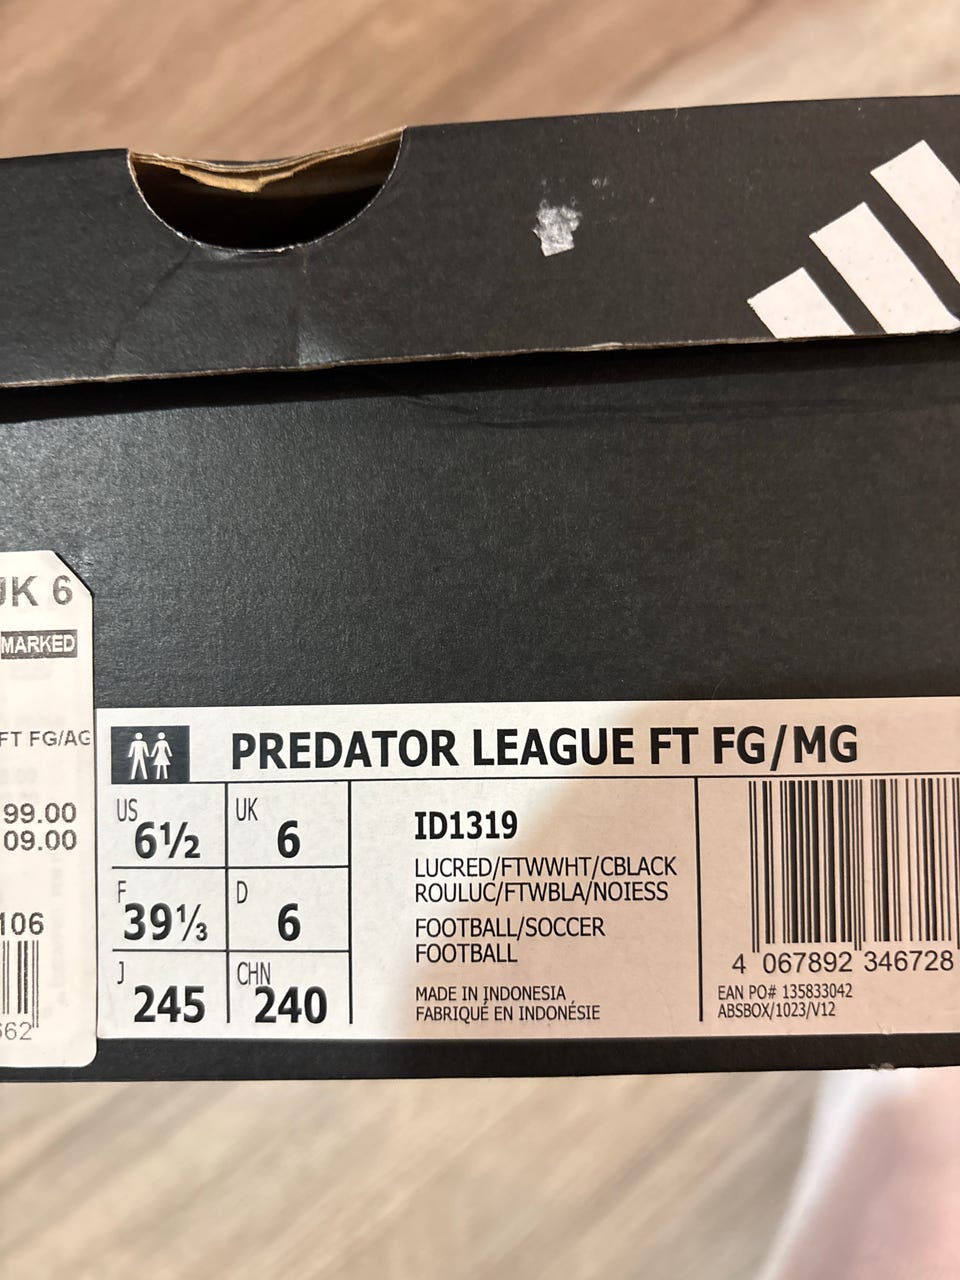 UK 6
MARKED
FT FG/AG
99.00
09.00
106
662
PREDATOR LEAGUE FT FG/MG
US 6½
UK 6
F 39⅓
D 6
J 245
CHN 240
ID1319
LUCRED/FTWWHT/CBLACK
ROULUC/FTWBLA/NOIESS
FOOTBALL/SOCCER
FOOTBALL
MADE IN INDONESIA
FABRIQUÉ EN INDONÉSIE
4 067892 346728
EAN PO# 135833042
ABSBOX/1023/V12